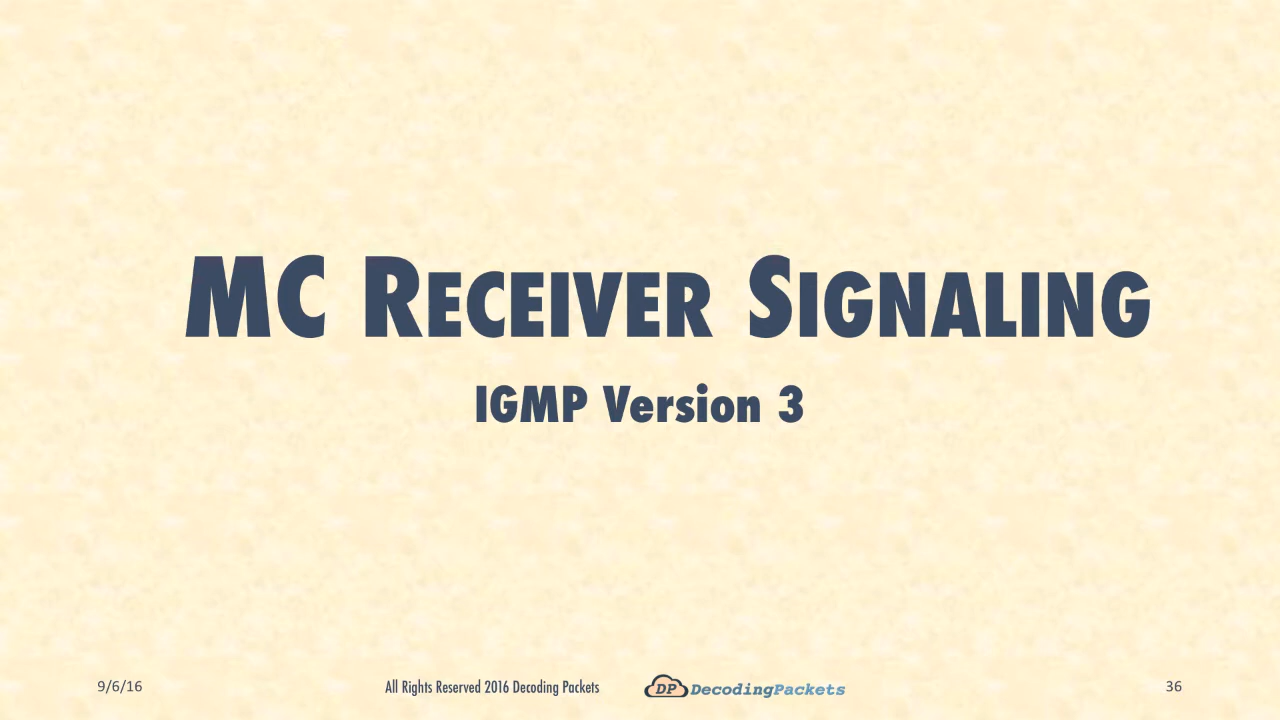 MC RECEIVER SIGNALING
IGMP Version 3
9/6/16
All Rights Reserved 2016 Decoding Packets
DP DecodingPackets
36